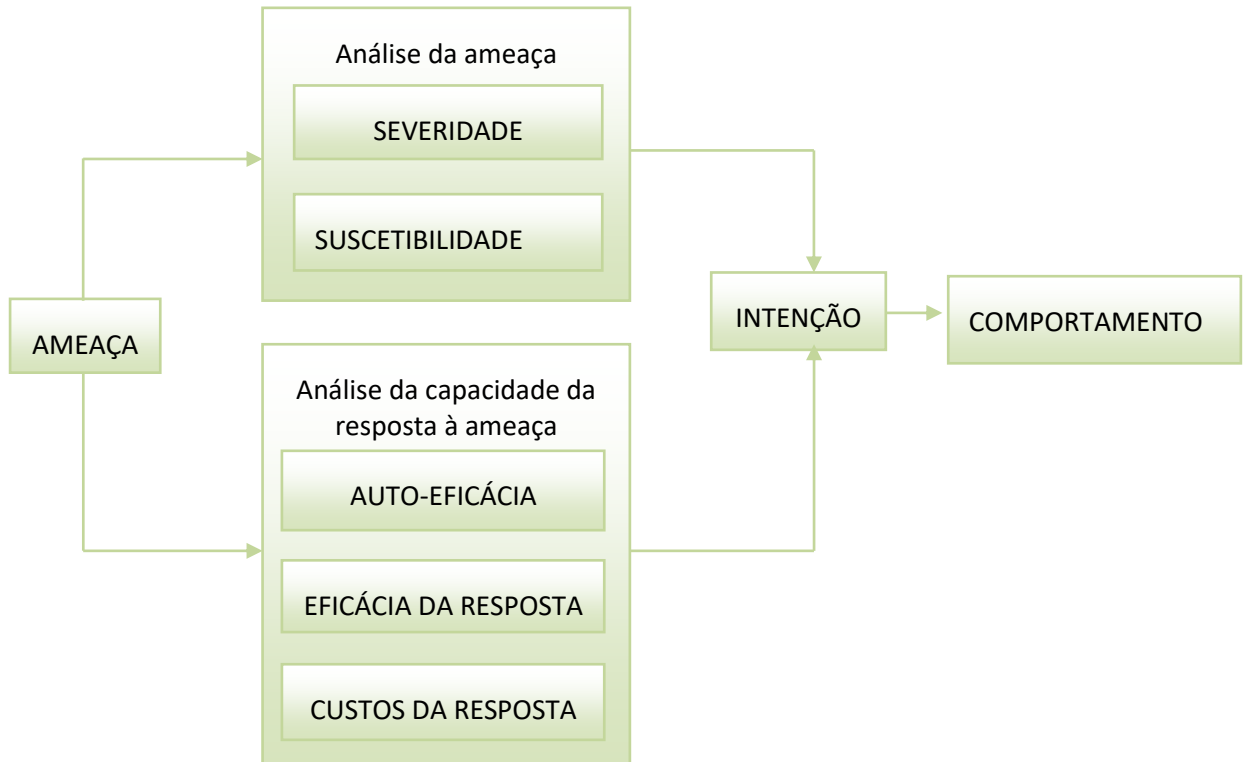 Análise da ameaça
SEVERIDADE
SUSCETIBILIDADE
AMEAÇA
INTENÇÃO
COMPORTAMENTO
Análise da capacidade da
resposta à ameaça
AUTO-EFICÁCIA
EFICÁCIA DA RESPOSTA
CUSTOS DA RESPOSTA